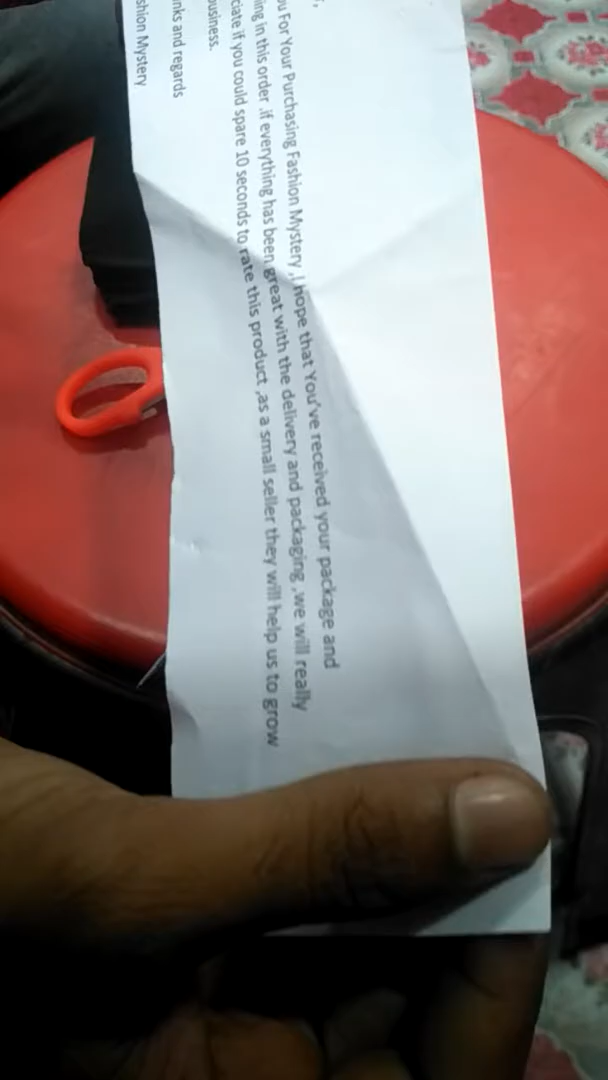 u For Your Purchasing Fashion Mystery ,I hope that You've received your package and
ing in this order .if everything has been great with the delivery and packaging ,we will really
ciate if you could spare 10 seconds to rate this product ,as a small seller they will help us to grow
business.
nks and regards
shion Mystery